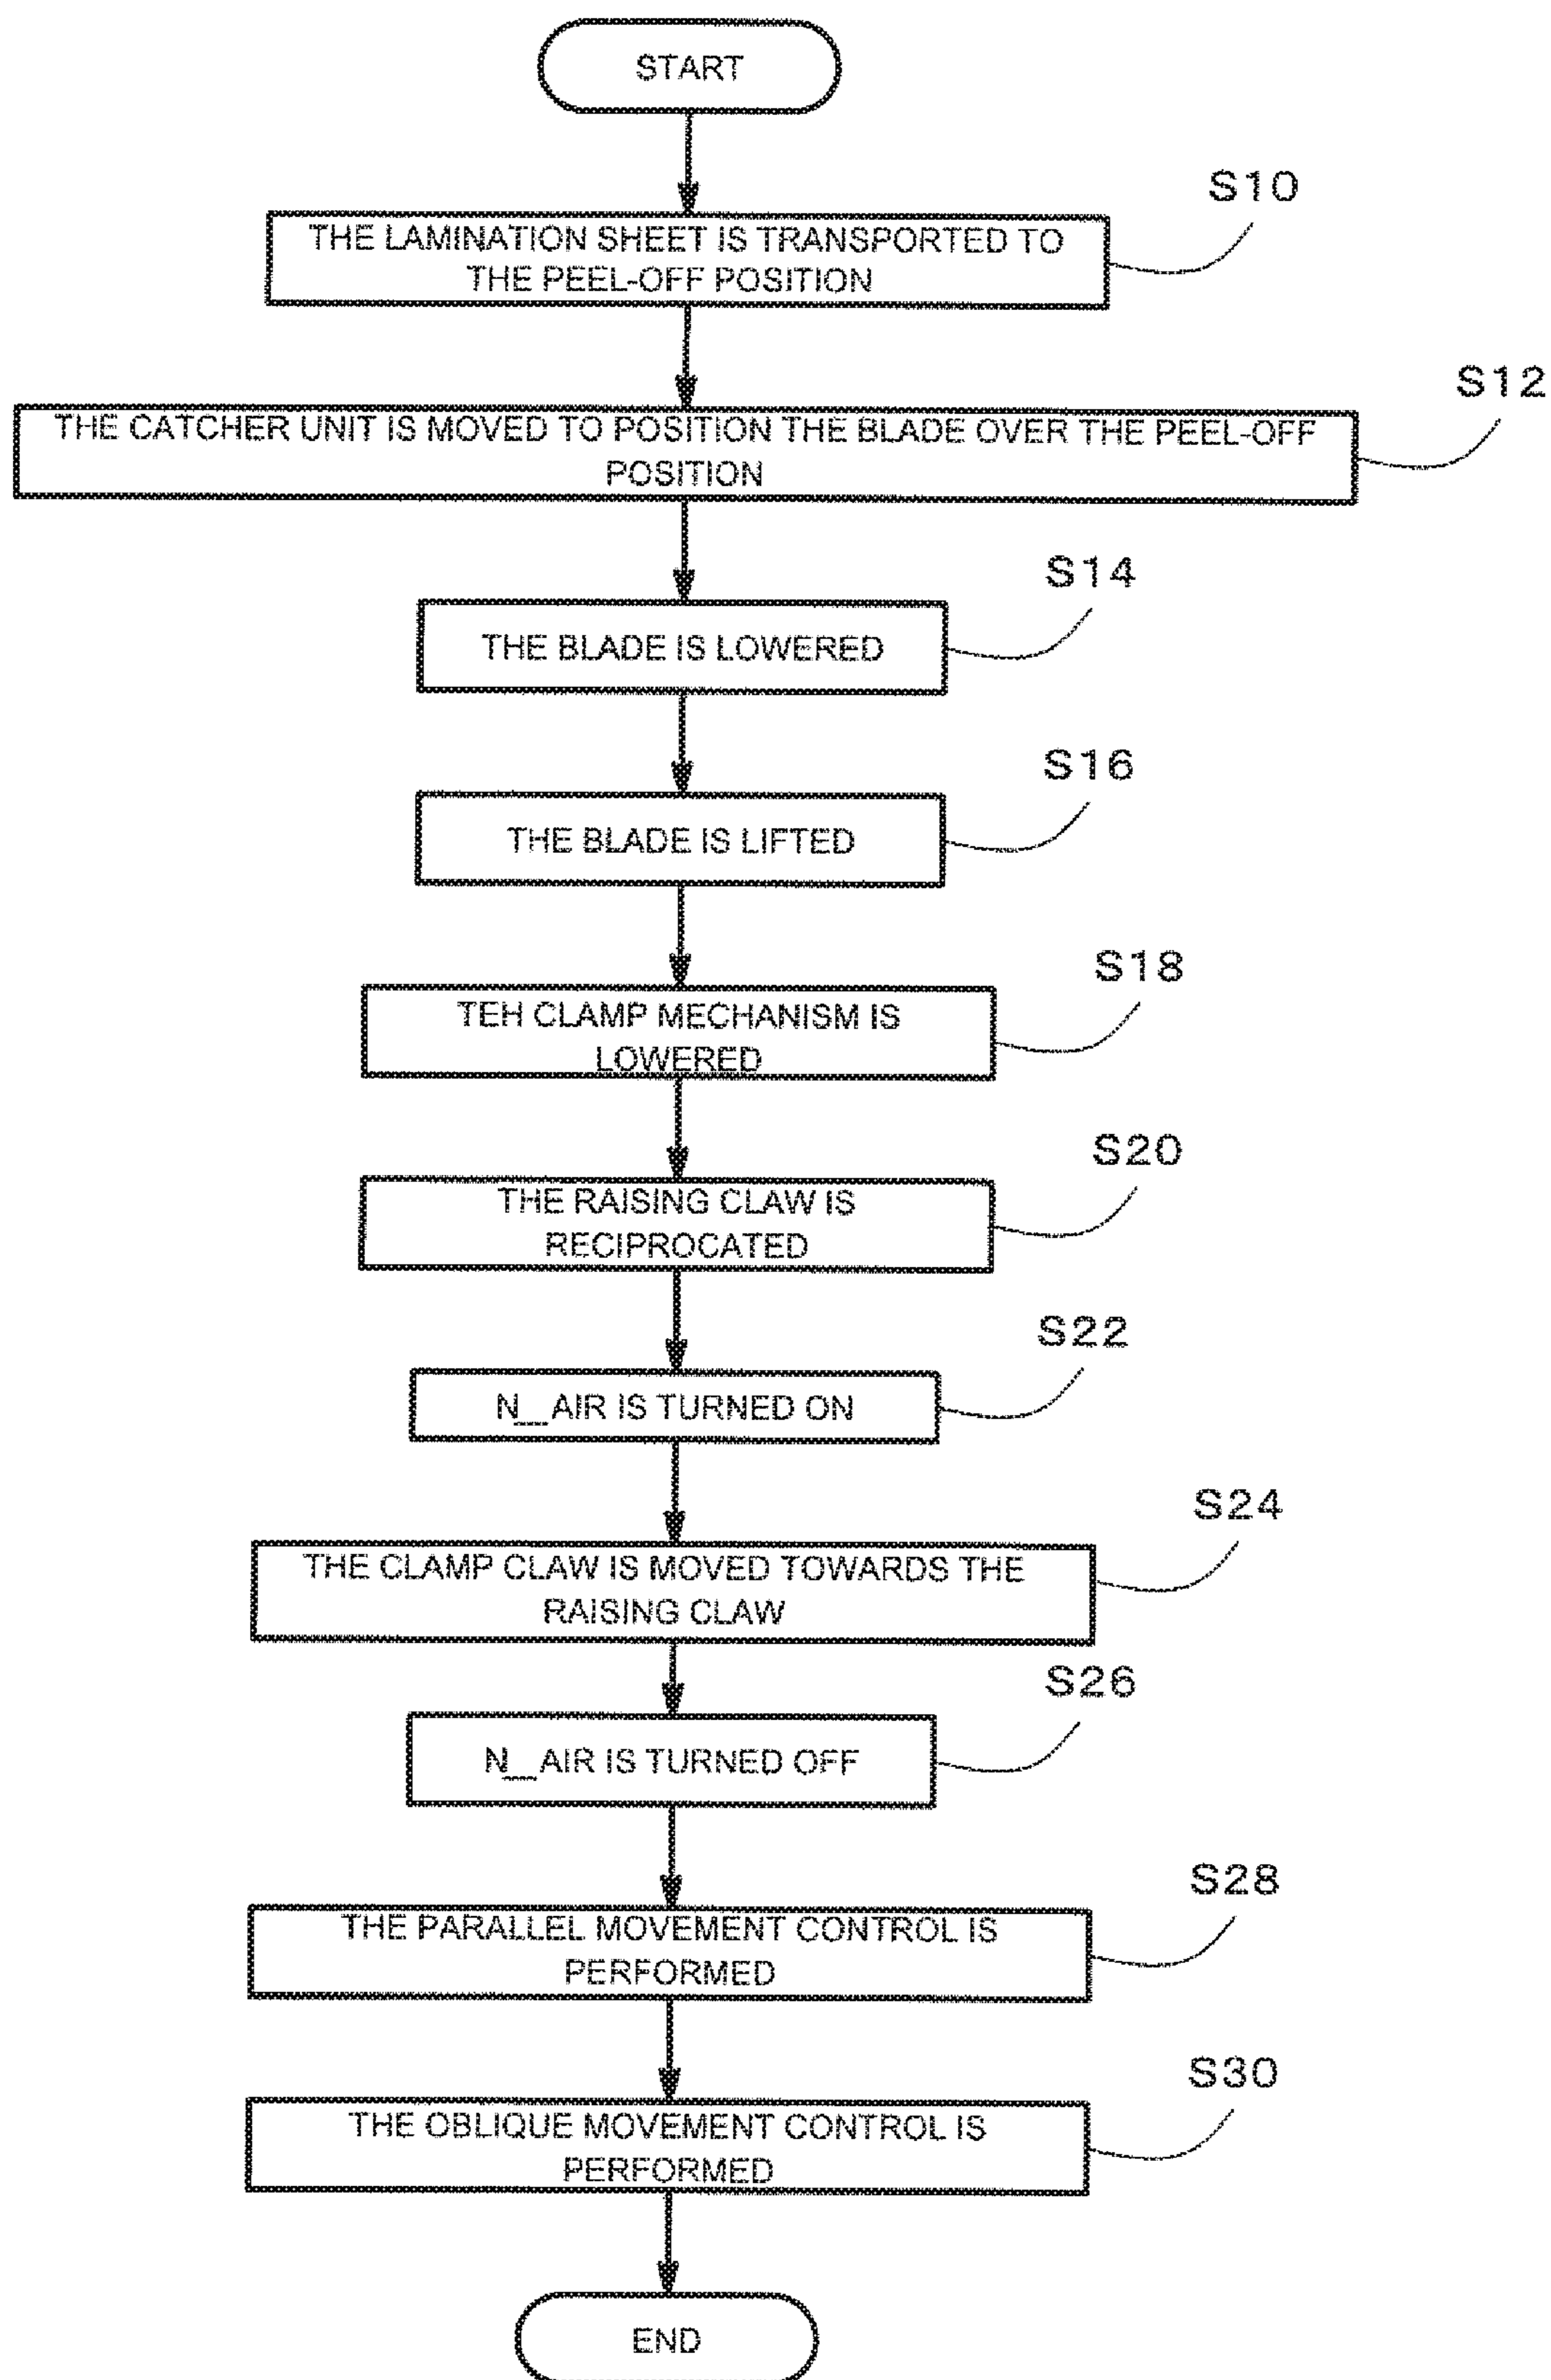 START
S10
THE LAMINATION SHEET IS TRANSPORTED TO
THE PEEL-OFF POSITION
S12
THE CATCHER UNIT IS MOVED TO POSITION THE BLADE OVER THE PEEL-OFF
POSITION
S14
THE BLADE IS LOWERED
S16
THE BLADE IS LIFTED
S18
TEH CLAMP MECHANISM IS
LOWERED
S20
THE RAISING CLAW IS
RECIPROCATED
S22
N__AIR IS TURNED ON
S24
THE CLAMP CLAW IS MOVED TOWARDS THE
RAISING CLAW
S26
N__AIR IS TURNED OFF
S28
THE PARALLEL MOVEMENT CONTROL IS
PERFORMED
S30
THE OBLIQUE MOVEMENT CONTROL IS
PERFORMED
END